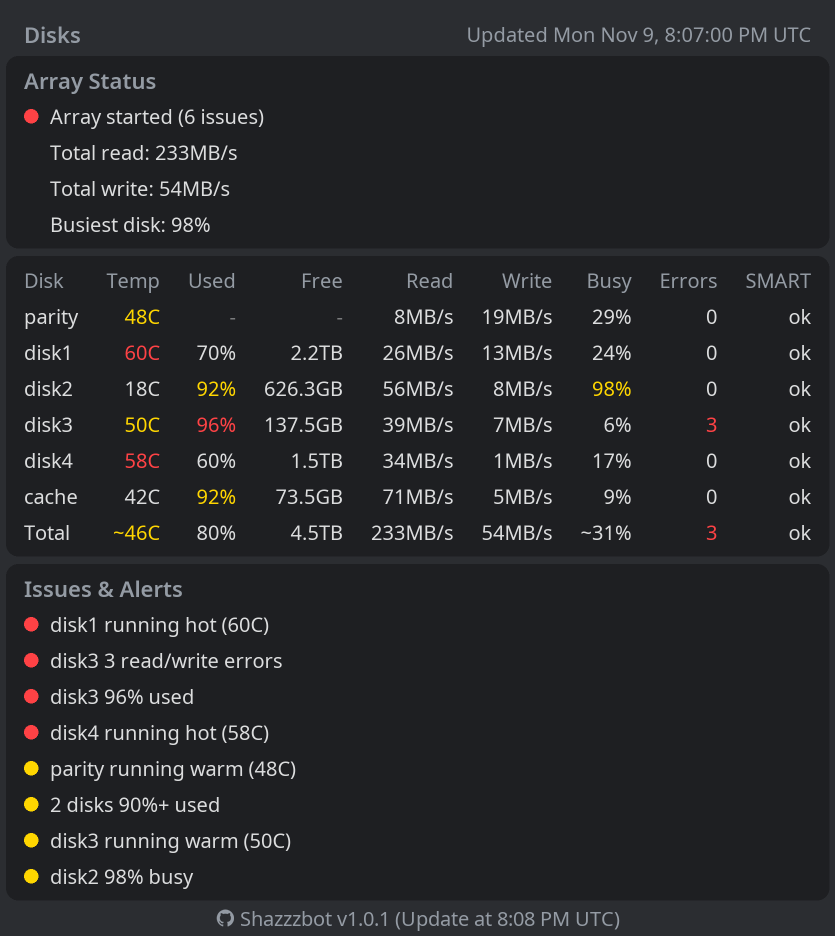 Disks Updated Mon Nov 9, 8:07:00 PM UTC
Array Status
Array started (6 issues)
Total read: 233MB/s
Total write: 54MB/s
Busiest disk: 98%
Disk Temp Used Free Read Write Busy Errors SMART
parity 48C - - 8MB/s 19MB/s 29% 0 ok
disk1 60C 70% 2.2TB 26MB/s 13MB/s 24% 0 ok
disk2 18C 92% 626.3GB 56MB/s 8MB/s 98% 0 ok
disk3 50C 96% 137.5GB 39MB/s 7MB/s 6% 3 ok
disk4 58C 60% 1.5TB 34MB/s 1MB/s 17% 0 ok
cache 42C 92% 73.5GB 71MB/s 5MB/s 9% 0 ok
Total ~46C 80% 4.5TB 233MB/s 54MB/s ~31% 3 ok
Issues & Alerts
disk1 running hot (60C)
disk3 3 read/write errors
disk3 96% used
disk4 running hot (58C)
parity running warm (48C)
2 disks 90%+ used
disk3 running warm (50C)
disk2 98% busy
Shazzzbot v1.0.1 (Update at 8:08 PM UTC)